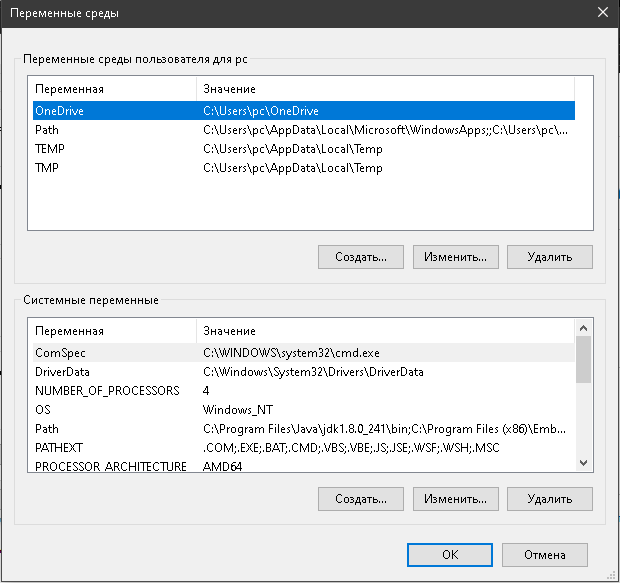 Переменные среды
Переменные среды пользователя для pc
Переменная Значение
OneDrive C:\Users\pc\OneDrive
Path C:\Users\pc\AppData\Local\Microsoft\WindowsApps;;C:\Users\pc\...
TEMP C:\Users\pc\AppData\Local\Temp
TMP C:\Users\pc\AppData\Local\Temp
Создать... Изменить... Удалить
Системные переменные
Переменная Значение
ComSpec C:\WINDOWS\system32\cmd.exe
DriverData C:\Windows\System32\Drivers\DriverData
NUMBER_OF_PROCESSORS 4
OS Windows_NT
Path C:\Program Files\Java\jdk1.8.0_241\bin;C:\Program Files (x86)\Emb...
PATHEXT .COM;.EXE;.BAT;.CMD;.VBS;.VBE;.JS;.JSE;.WSF;.WSH;.MSC
PROCESSOR_ARCHITECTURE AMD64
Создать... Изменить... Удалить
OK Отмена